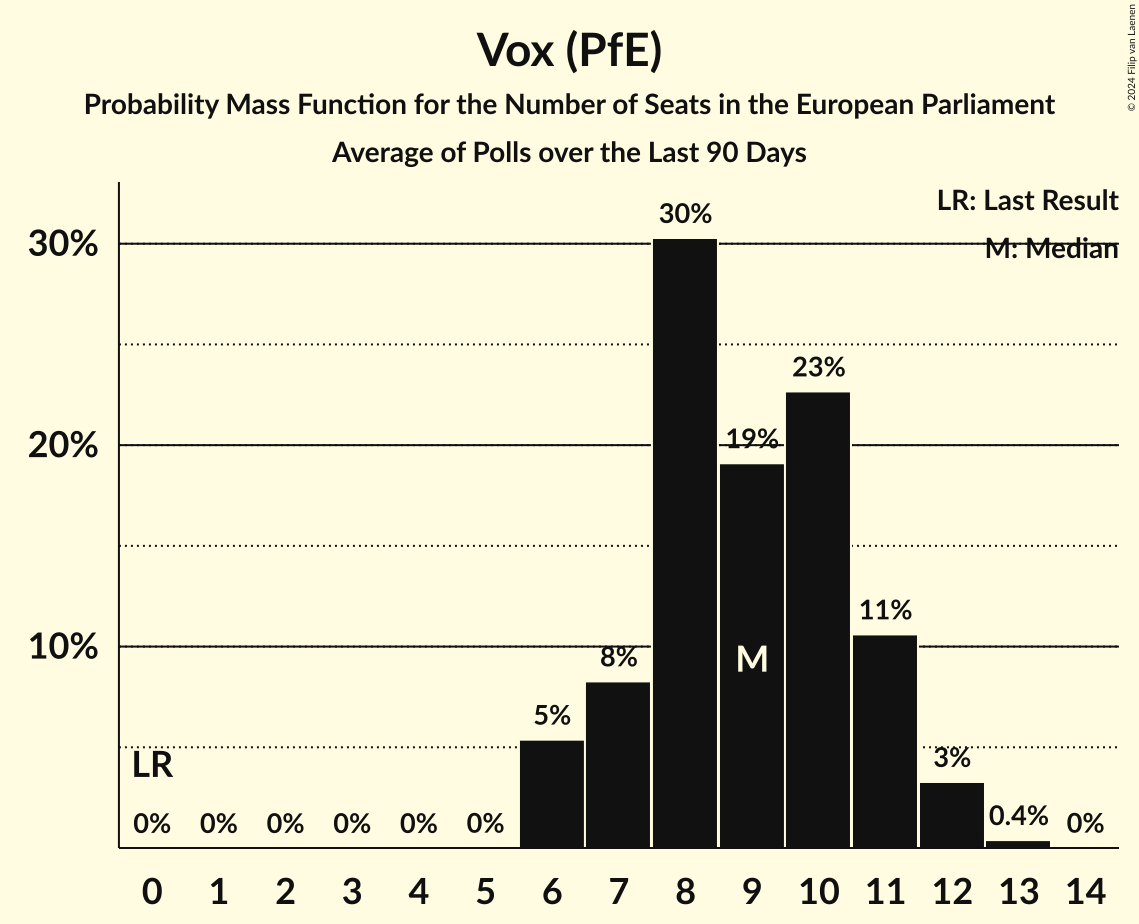 Vox (PfE)
Probability Mass Function for the Number of Seats in the European Parliament
Average of Polls over the Last 90 Days
© 2024 Filip van Laenen
LR: Last Result
M: Median
30%
20%
10%
30%
23%
19%
11%
8%
5%
3%
0.4%
M
LR
0% 0% 0% 0% 0% 0% 0%
0 1 2 3 4 5 6 7 8 9 10 11 12 13 14